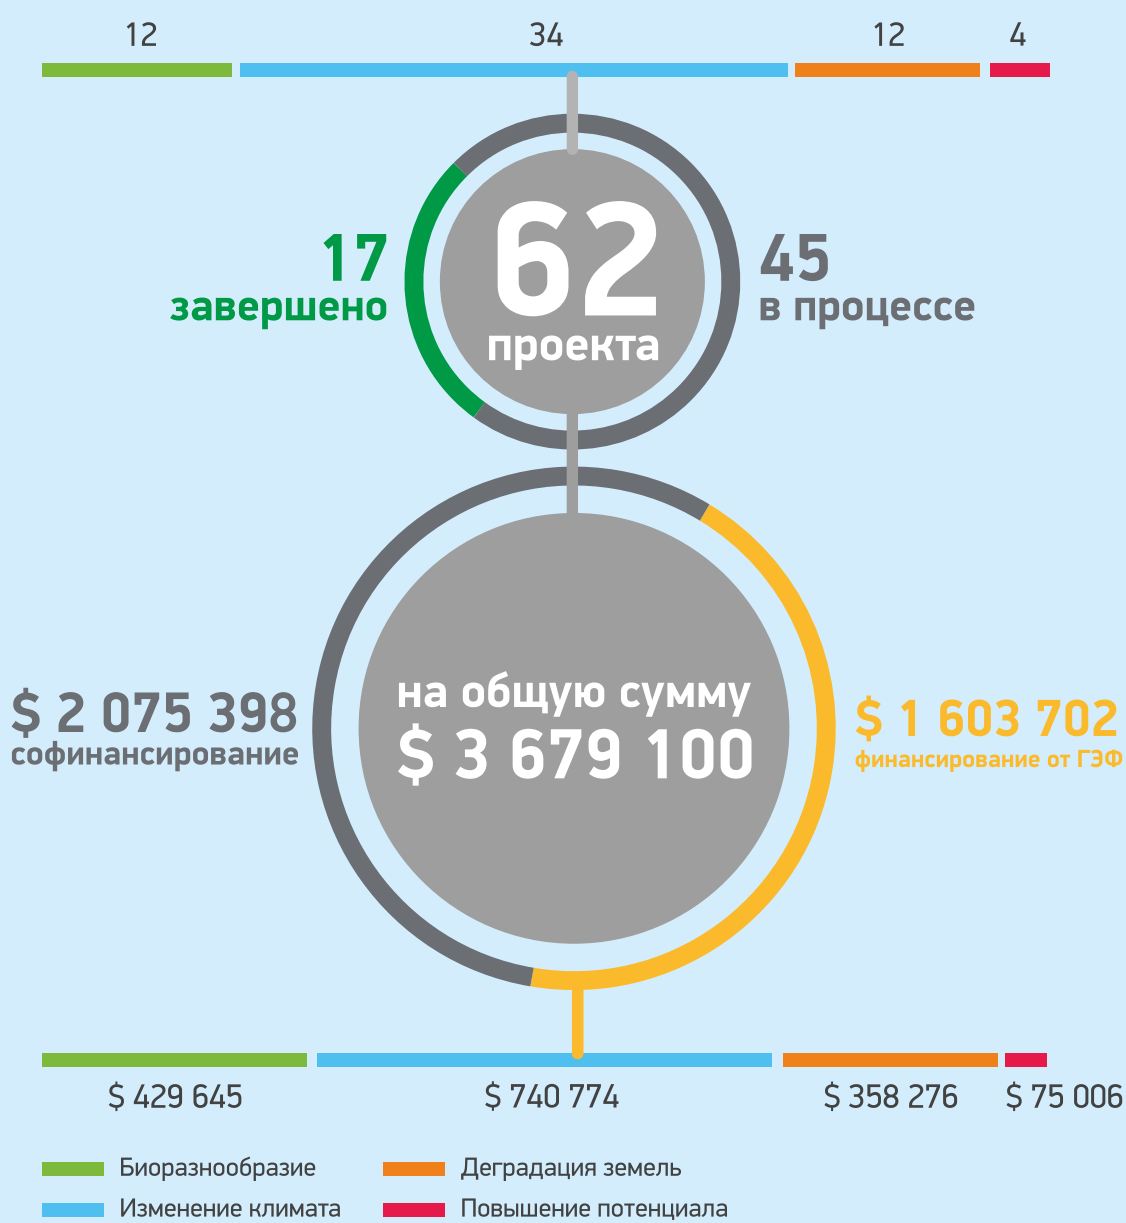 12 34 12 4
17
завершено
62
проекта
45
в процессе
на общую сумму
$ 3 679 100
$ 2 075 398
софинансирование
$ 1 603 702
финансирование от ГЭФ
$ 429 645 $ 740 774 $ 358 276 $ 75 006
Биоразнообразие
Деградация земель
Изменение климата
Повышение потенциала